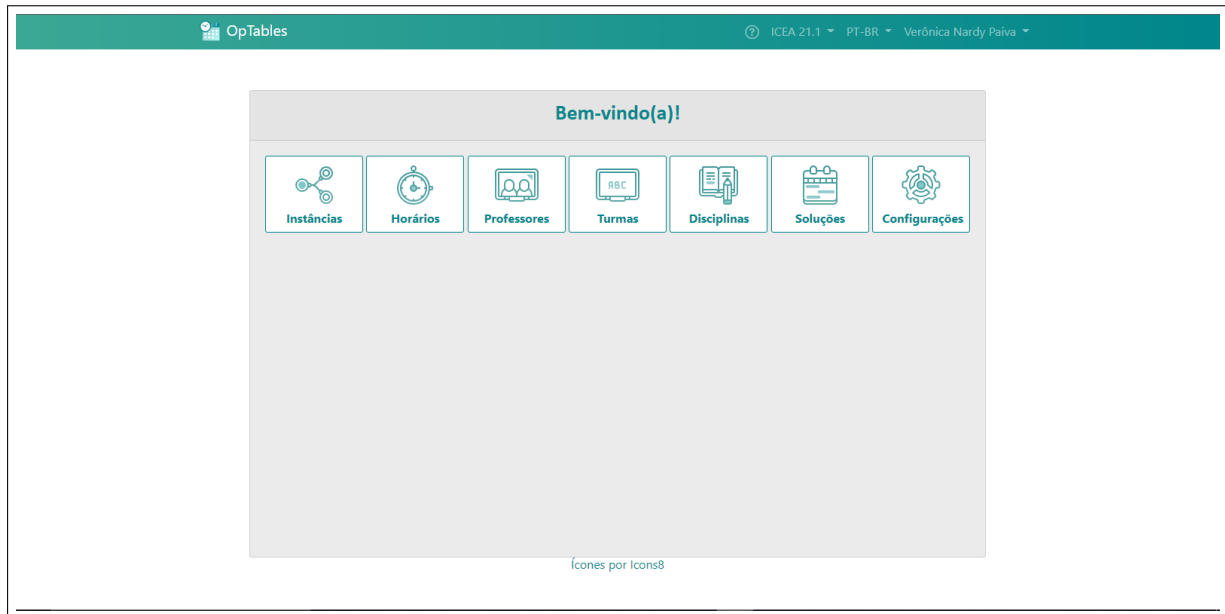 OpTables ICEA 21.1 PT-BR Verônica Nardy Paiva
Bem-vindo(a)!
ABC
Instâncias Horários Professores Turmas Disciplinas Soluções Configurações
Ícones por Icons8